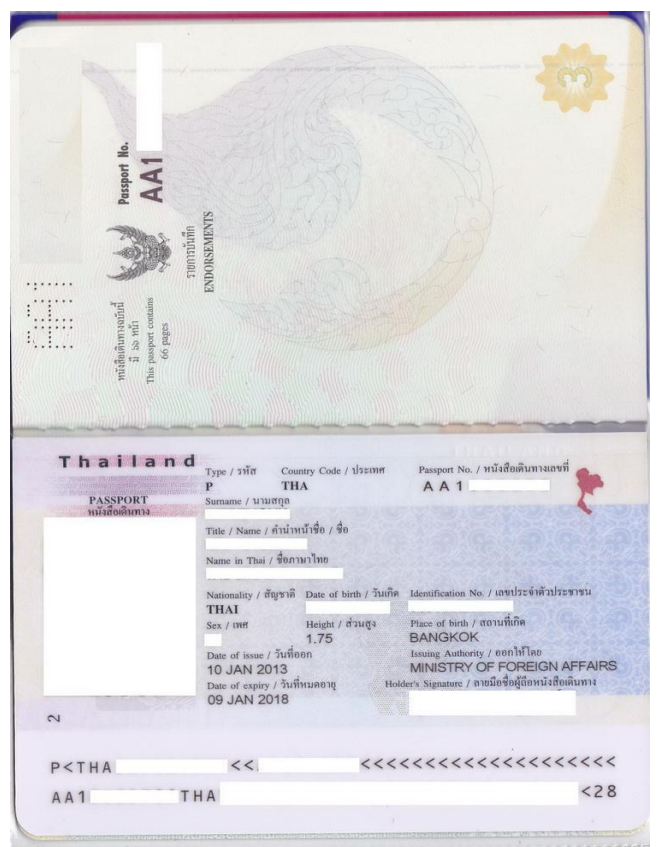 Passport No.
AA1
รายการบันทึก
ENDORSEMENTS
หนังสือเดินทางฉบับนี้
มี ๖๖ หน้า
This passport contains
66 pages
3
Thailand
PASSPORT
หนังสือเดินทาง
Type / รหัส Country Code / ประเทศ Passport No. / หนังสือเดินทางเลขที่
P THA AA1
Surname / นามสกุล
Title / Name / คำนำหน้าชื่อ / ชื่อ
Name in Thai / ชื่อภาษาไทย
Nationality / สัญชาติ Date of birth / วันเกิด Identification No. / เลขประจำตัวประชาชน
THAI
Sex / เพศ Height / ส่วนสูง Place of birth / สถานที่เกิด
1.75 BANGKOK
Date of issue / วันที่ออก Issuing Authority / ออกให้โดย
10 JAN 2013 MINISTRY OF FOREIGN AFFAIRS
Date of expiry / วันที่หมดอายุ Holder's Signature / ลายมือชื่อผู้ถือหนังสือเดินทาง
09 JAN 2018
2
P<THA <<  <<<<<<<<<<<<<<<<<<<<
AA1 THA <28